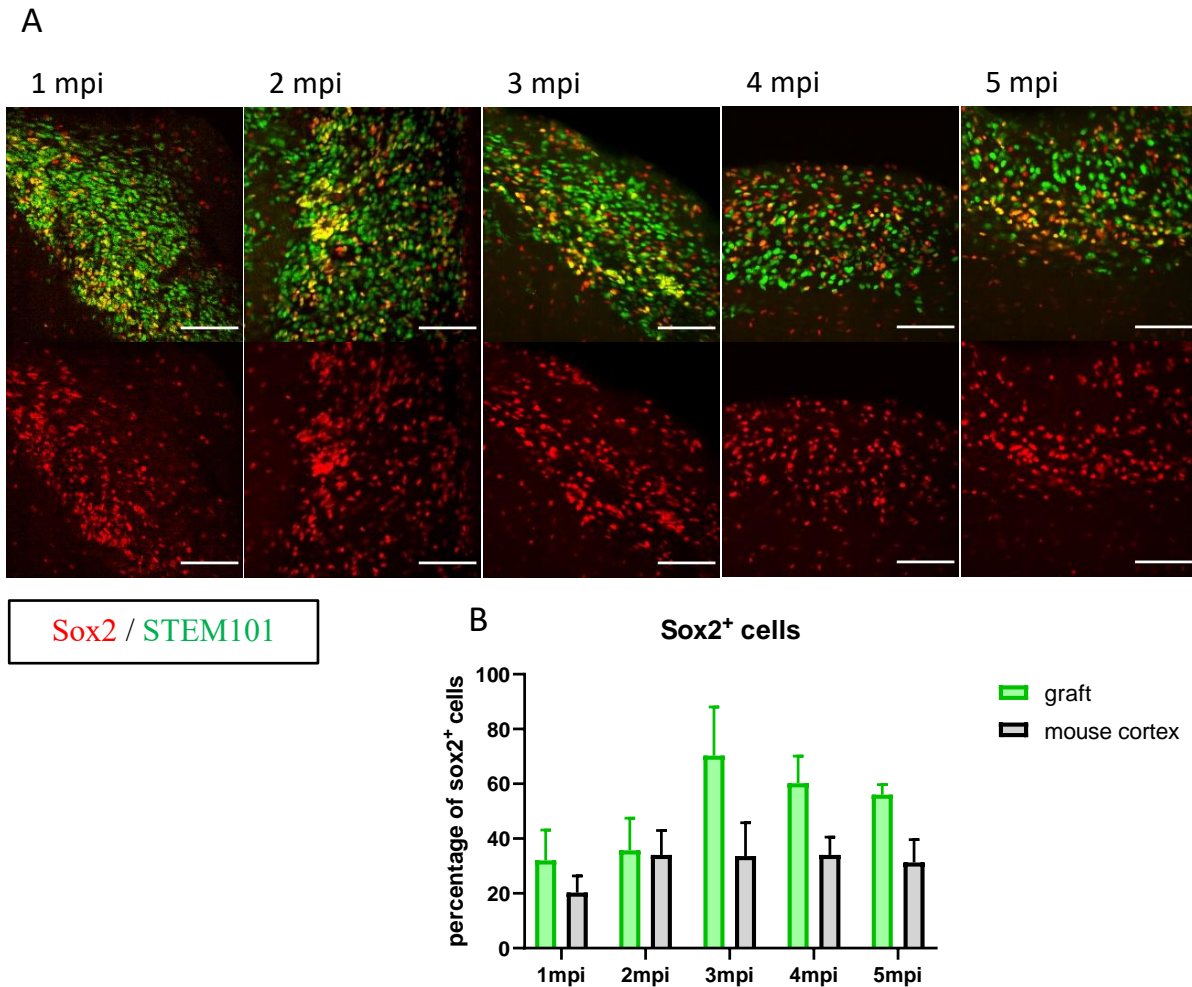 A
1 mpi 2 mpi 3 mpi 4 mpi 5 mpi
Sox2 / STEM101
B
Sox2⁺ cells
percentage of sox2⁺ cells
100
80
60
40
20
0
1mpi 2mpi 3mpi 4mpi 5mpi
graft
mouse cortex